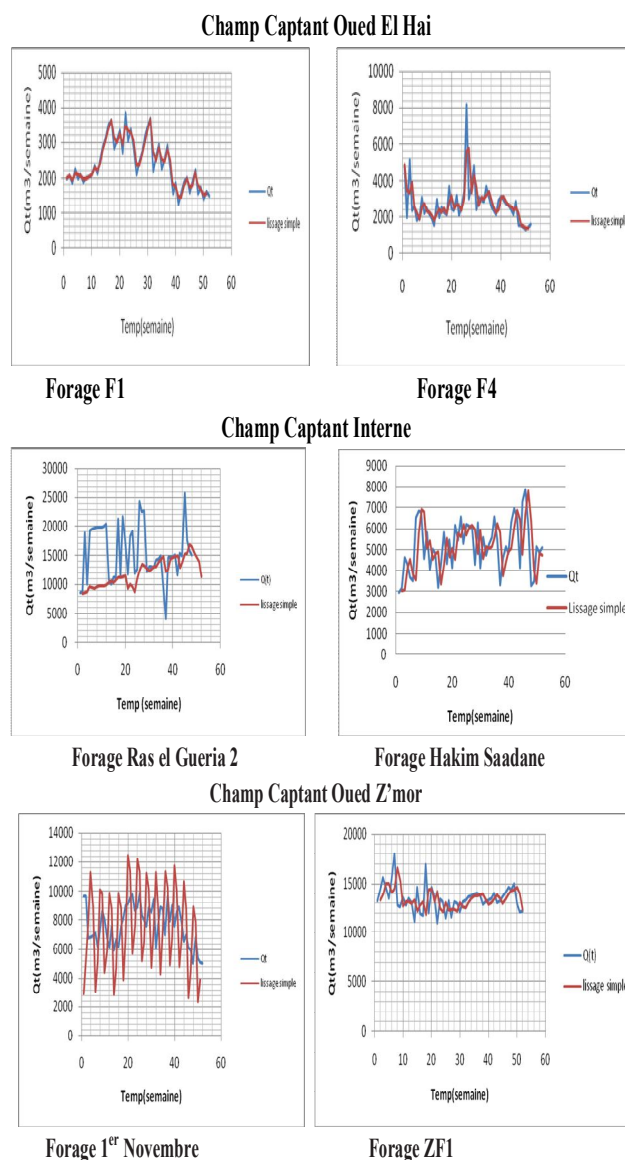 Champ Captant Oued El Hai
Qt(m3/semaine)
5000
4000
3000
2000
1000
0
0 10 20 30 40 50 60
Temp(semaine)
Qt
lissage simple
Forage F1
Qt(m3/semaine)
10000
8000
6000
4000
2000
0
0 20 40 60
Temp(semaine)
Qt
lissage simple
Forage F4
Champ Captant Interne
Qt(m3/semaine)
30000
25000
20000
15000
10000
5000
0
0 20 40 60
Temp (semaine)
Q(t)
lissage simple
Forage Ras el Gueria 2
Qt(m3/semaine)
9000
8000
7000
6000
5000
4000
3000
2000
1000
0
0 20 40 60
Temp (semaine)
Qt
Lissage simple
Forage Hakim Saadane
Champ Captant Oued Z'mor
Qt(m3/semaine)
14000
12000
10000
8000
6000
4000
2000
0
0 20 40 60
Temp(semaine)
Qt
lissage simple
Forage 1er Novembre
Qt(m3/semaine)
20000
15000
10000
5000
0
0 10 20 30 40 50 60
Temp(semaine)
Q(t)
lissage simple
Forage ZF1